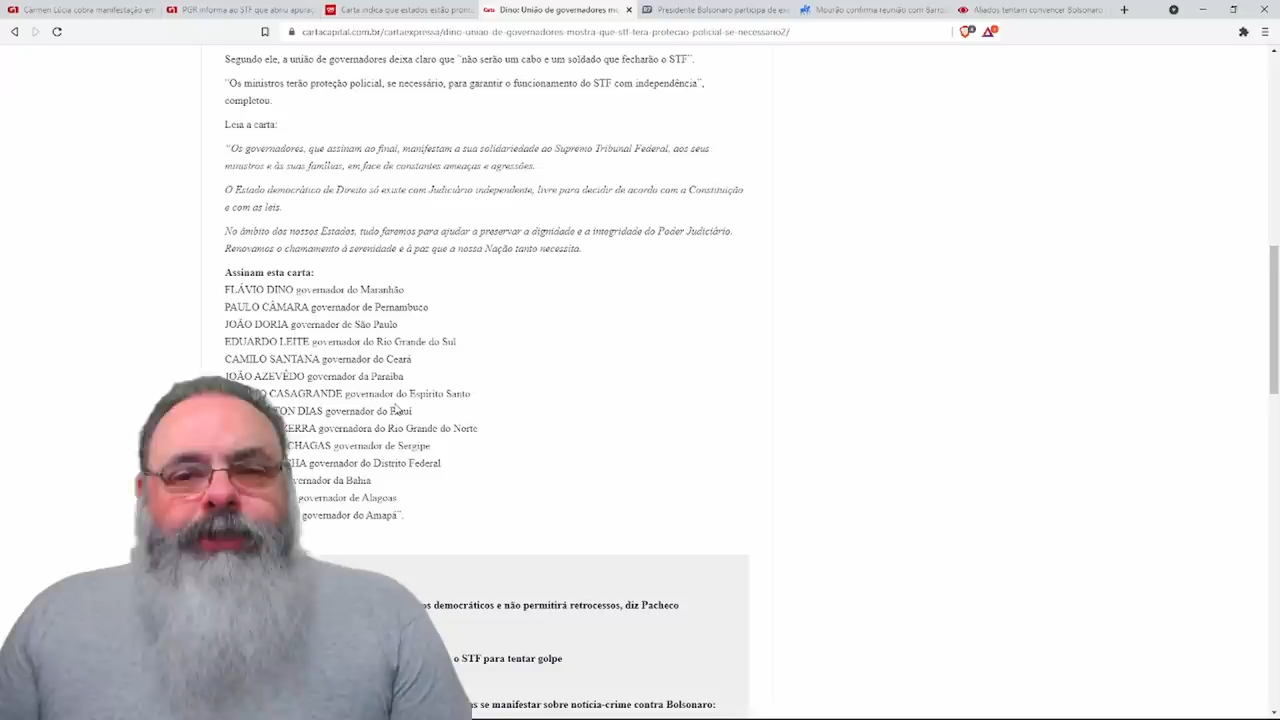 Cármen Lúcia cobra manifestação em
PGR informa ao STF que abriu apuraç
Carta indica que estados estão pront
Dino: União de governadores mo
Presidente Bolsonaro participa de ex
Mourão confirma reunião com Barro
Aliados tentam convencer Bolsonaro
cartacapital.com.br/cartaexpressa/dino-uniao-de-governadores-mostra-que-stf-tera-protecao-policial-se-necessario2/
Segundo ele, a união de governadores deixa claro que "não serão um cabo e um soldado que fecharão o STF".
"Os ministros terão proteção policial, se necessário, para garantir o funcionamento do STF com independência",
completou.
Leia a carta:
"Os governadores, que assinam ao final, manifestam a sua solidariedade ao Supremo Tribunal Federal, aos seus
ministros e às suas famílias, em face de constantes ameaças e agressões.
O Estado democrático de Direito só existe com Judiciário independente, livre para decidir de acordo com a Constituição
e com as leis.
No âmbito dos nossos Estados, tudo faremos para ajudar a preservar a dignidade e a integridade do Poder Judiciário.
Renovamos o chamamento à serenidade e à paz que a nossa Nação tanto necessita.
Assinam esta carta:
FLÁVIO DINO governador do Maranhão
PAULO CÂMARA governador de Pernambuco
JOÃO DORIA governador de São Paulo
EDUARDO LEITE governador do Rio Grande do Sul
CAMILO SANTANA governador do Ceará
JOÃO AZEVÊDO governador da Paraíba
CASAGRANDE governador do Espírito Santo
TON DIAS governador do Piauí
ZERRA governadora do Rio Grande do Norte
CHAGAS governador de Sergipe
HA governador do Distrito Federal
vernador da Bahia
governador de Alagoas
governador do Amapá".
os democráticos e não permitirá retrocessos, diz Pacheco
o STF para tentar golpe
as se manifestar sobre notícia-crime contra Bolsonaro: